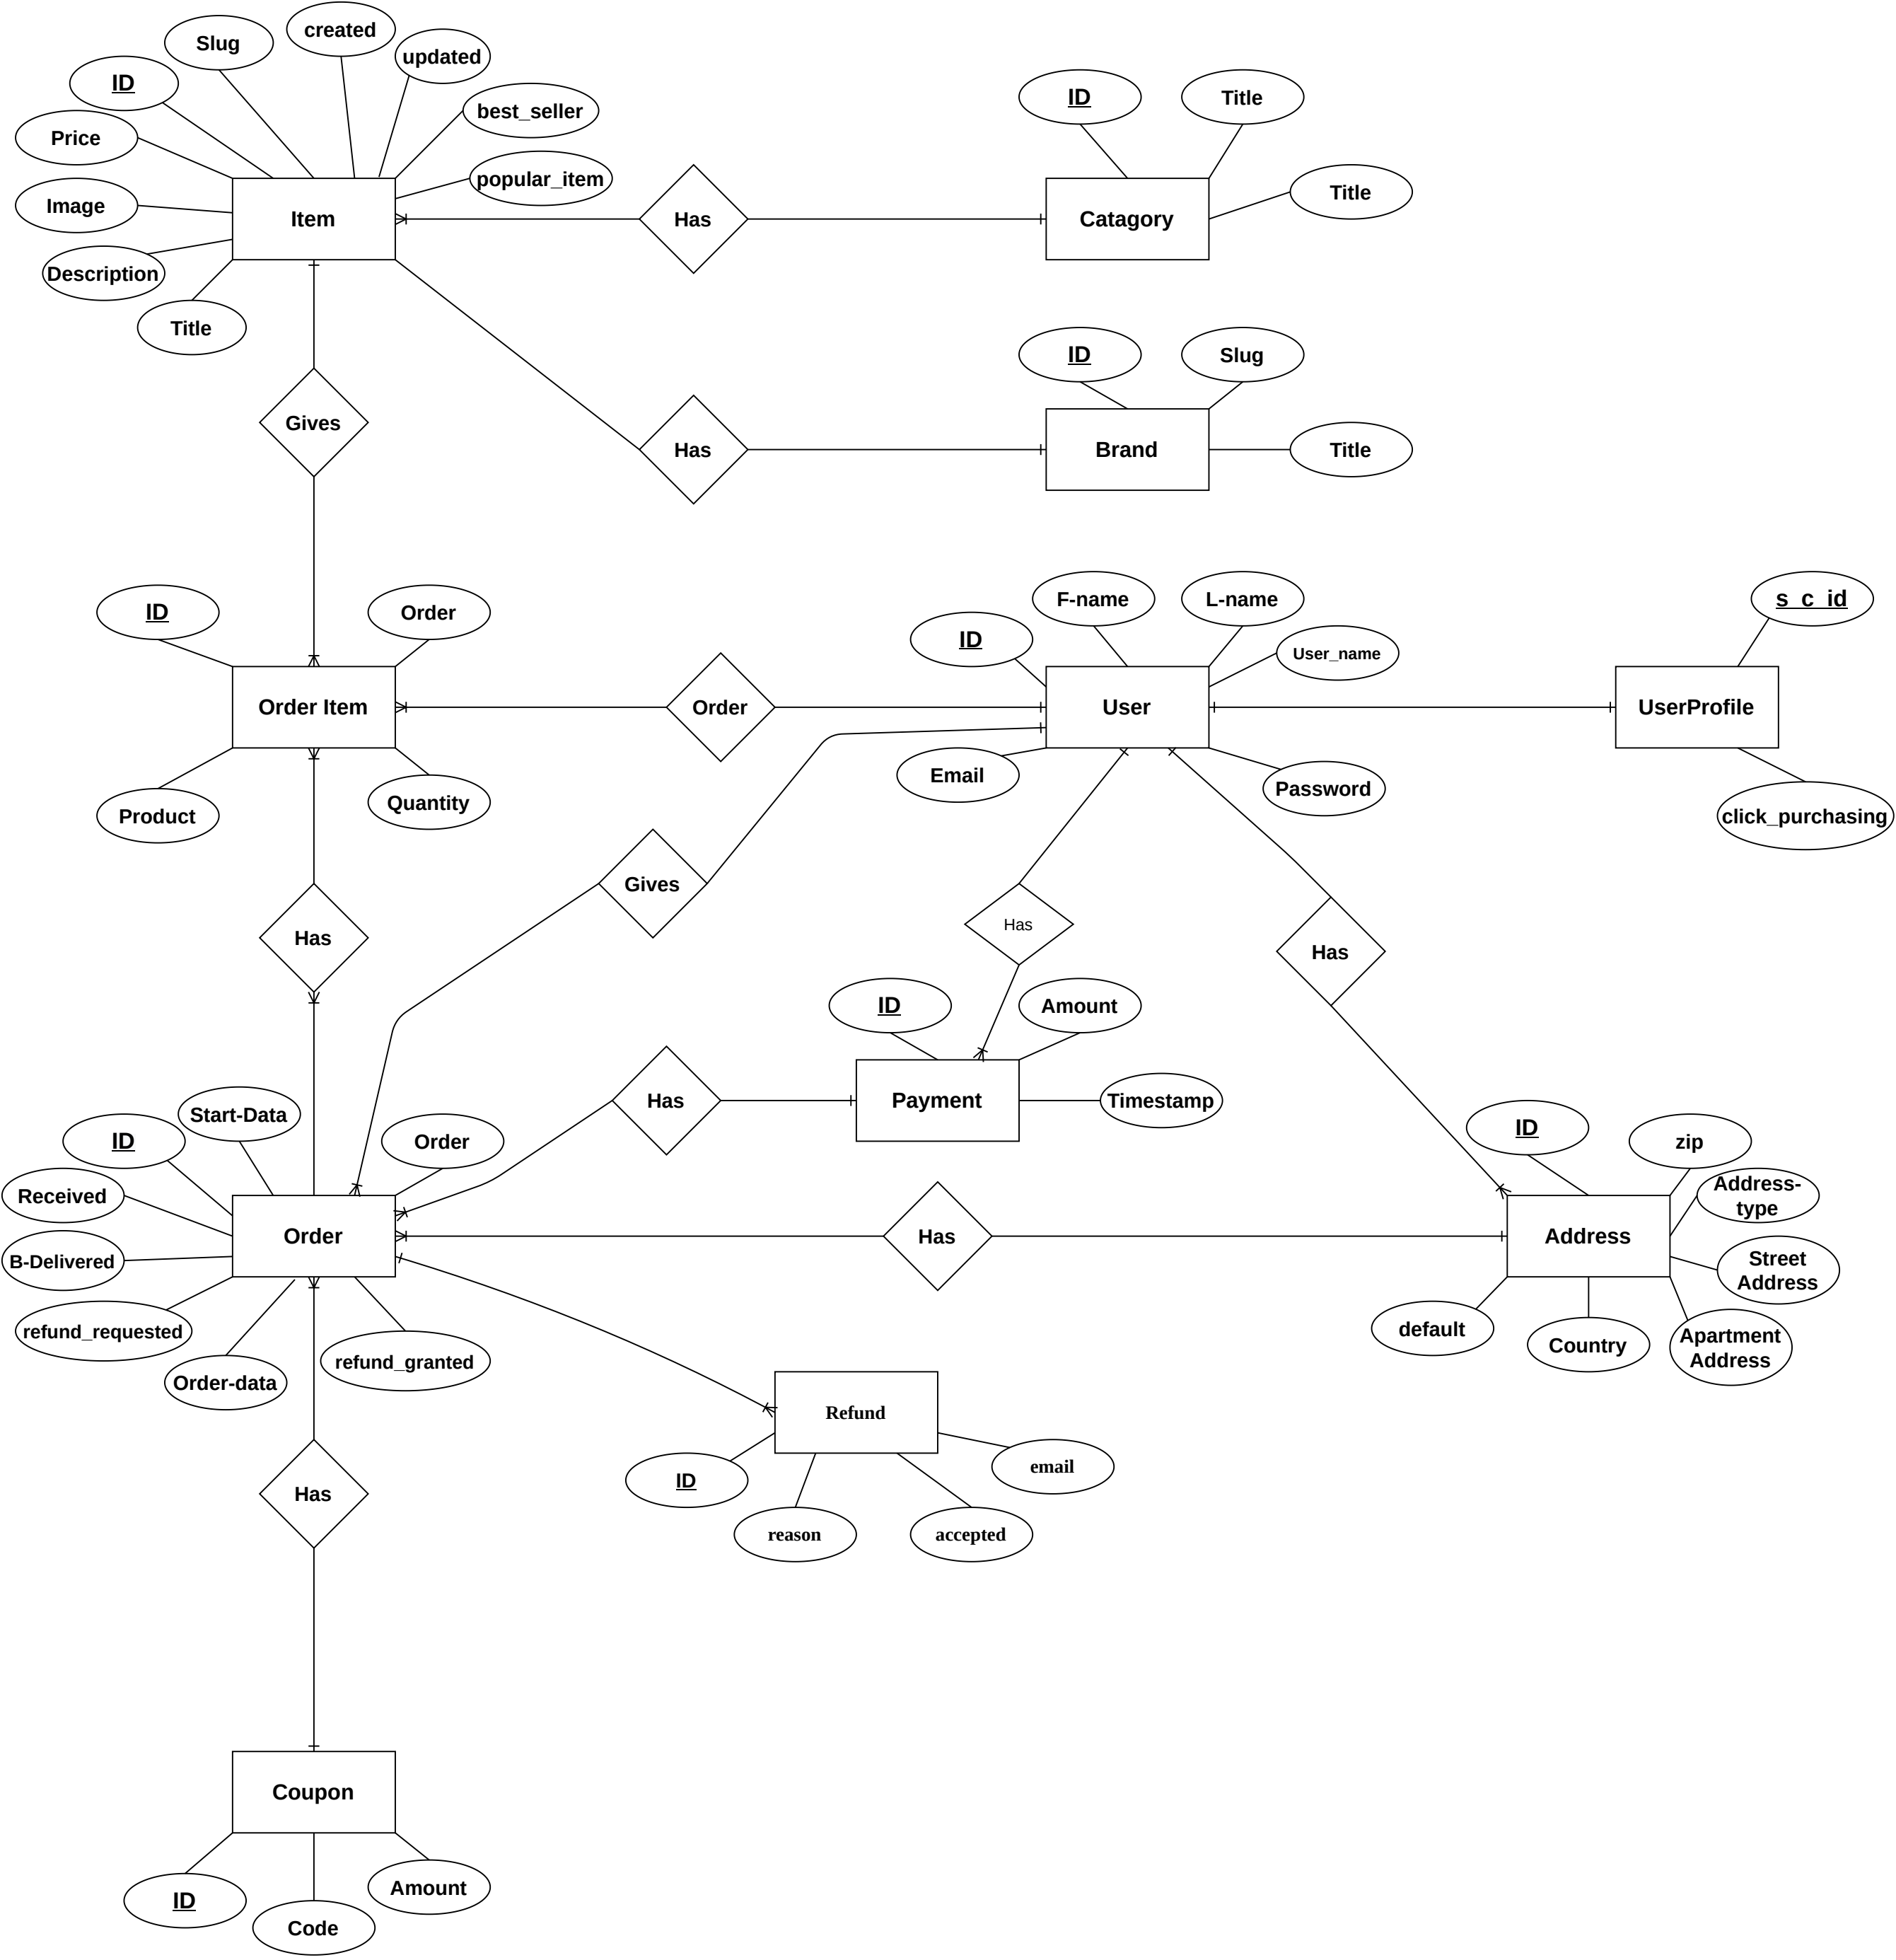 created
Slug
updated
ID
best_seller
Price
popular_item
Image
Item
Description
Title
Has
ID
Title
Title
Catagory
Gives
Has
ID
Slug
Brand
Title
ID
Order
Order Item
Product
Quantity
Order
F-name
L-name
ID
User_name
User
Email
Password
s_c_id
UserProfile
click_purchasing
Gives
Has
Has
Has
ID
Amount
Has
Payment
Timestamp
Start-Data
ID
Order
Received
Order
B-Delivered
refund_requested
Order-data
refund_granted
Has
ID
zip
Address-
type
Address
Street
Address
default
Country
Apartment
Address
Refund
ID
email
reason
accepted
Has
Coupon
ID
Amount
Code